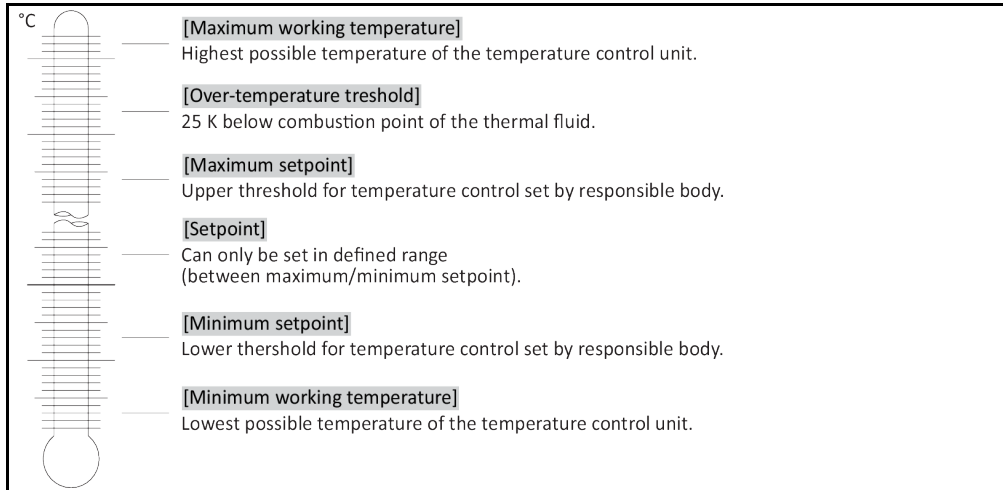 °C
[Maximum working temperature]
Highest possible temperature of the temperature control unit.
[Over-temperature treshold]
25 K below combustion point of the thermal fluid.
[Maximum setpoint]
Upper threshold for temperature control set by responsible body.
[Setpoint]
Can only be set in defined range
(between maximum/minimum setpoint).
[Minimum setpoint]
Lower thershold for temperature control set by responsible body.
[Minimum working temperature]
Lowest possible temperature of the temperature control unit.